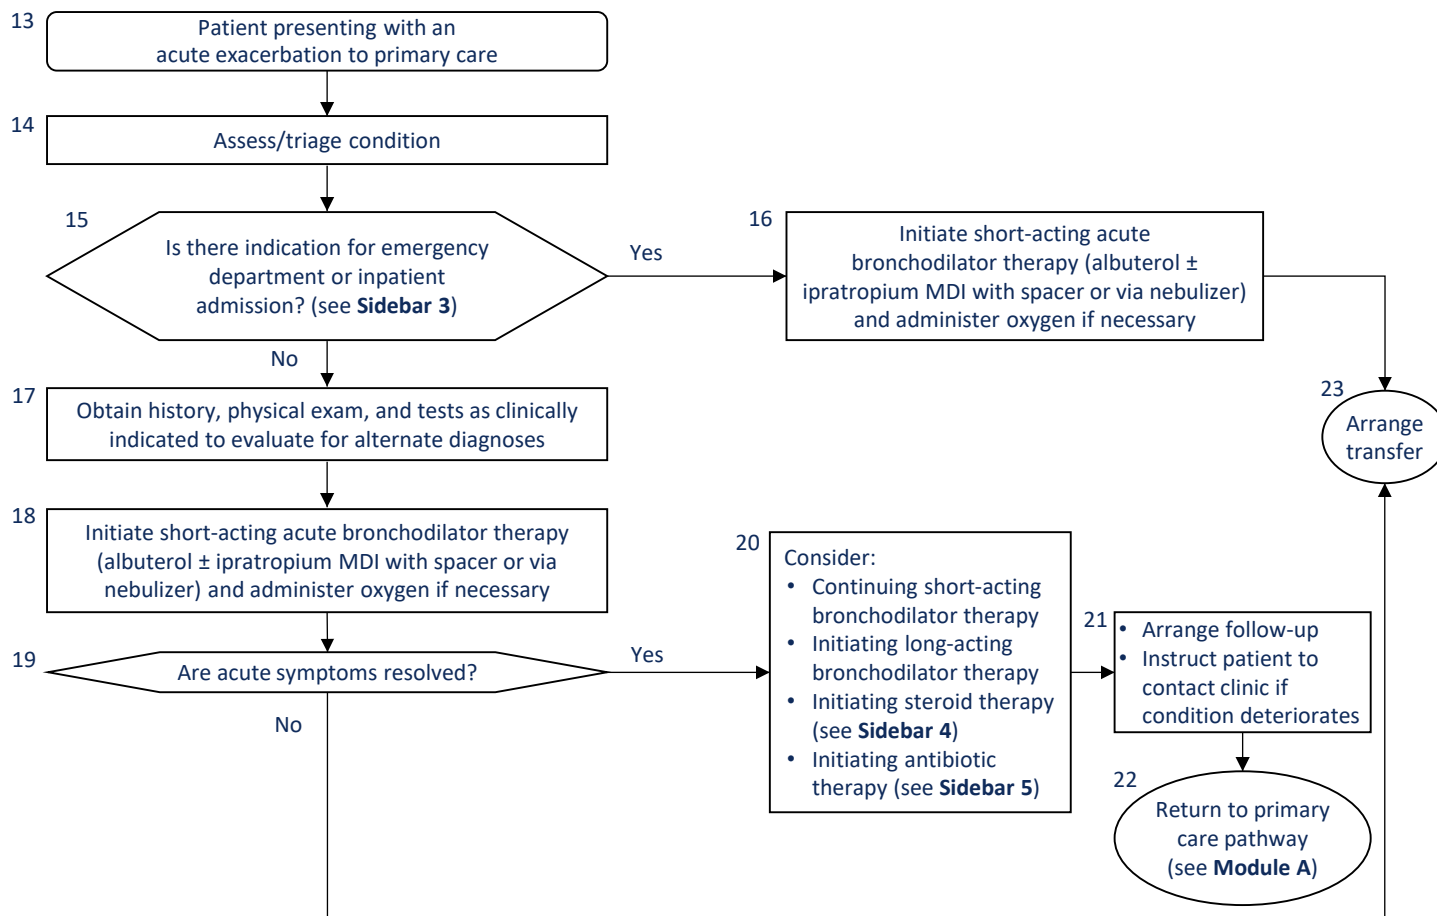 13
Patient presenting with an
acute exacerbation to primary care
14
Assess/triage condition
15
Is there indication for emergency
department or inpatient
admission? (see Sidebar 3)
Yes
No
16
Initiate short-acting acute
bronchodilator therapy (albuterol ±
ipratropium MDI with spacer or via nebulizer)
and administer oxygen if necessary
17
Obtain history, physical exam, and tests as clinically
indicated to evaluate for alternate diagnoses
23
Arrange
transfer
18
Initiate short-acting acute bronchodilator therapy
(albuterol ± ipratropium MDI with spacer or via
nebulizer) and administer oxygen if necessary
19
Are acute symptoms resolved?
Yes
No
20
Consider:
• Continuing short-acting
bronchodilator therapy
• Initiating long-acting
bronchodilator therapy
• Initiating steroid therapy
(see Sidebar 4)
• Initiating antibiotic
therapy (see Sidebar 5)
21
• Arrange follow-up
• Instruct patient to
contact clinic if
condition deteriorates
22
Return to primary
care pathway
(see Module A)